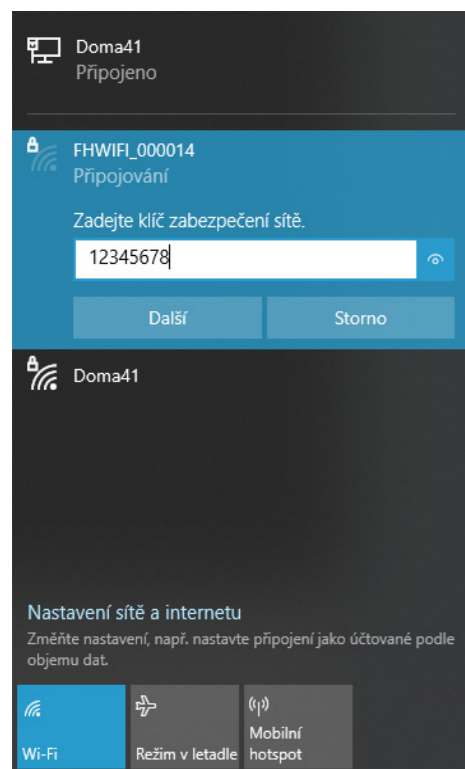 Doma41
Připojeno
FHWIFI_000014
Připojování
Zadejte klíč zabezpečení sítě.
12345678
Další
Storno
Doma41
Nastavení sítě a internetu
Změňte nastavení, např. nastavte připojení jako účtované podle
objemu dat.
Wi-Fi
Režim v letadle
Mobilní
hotspot